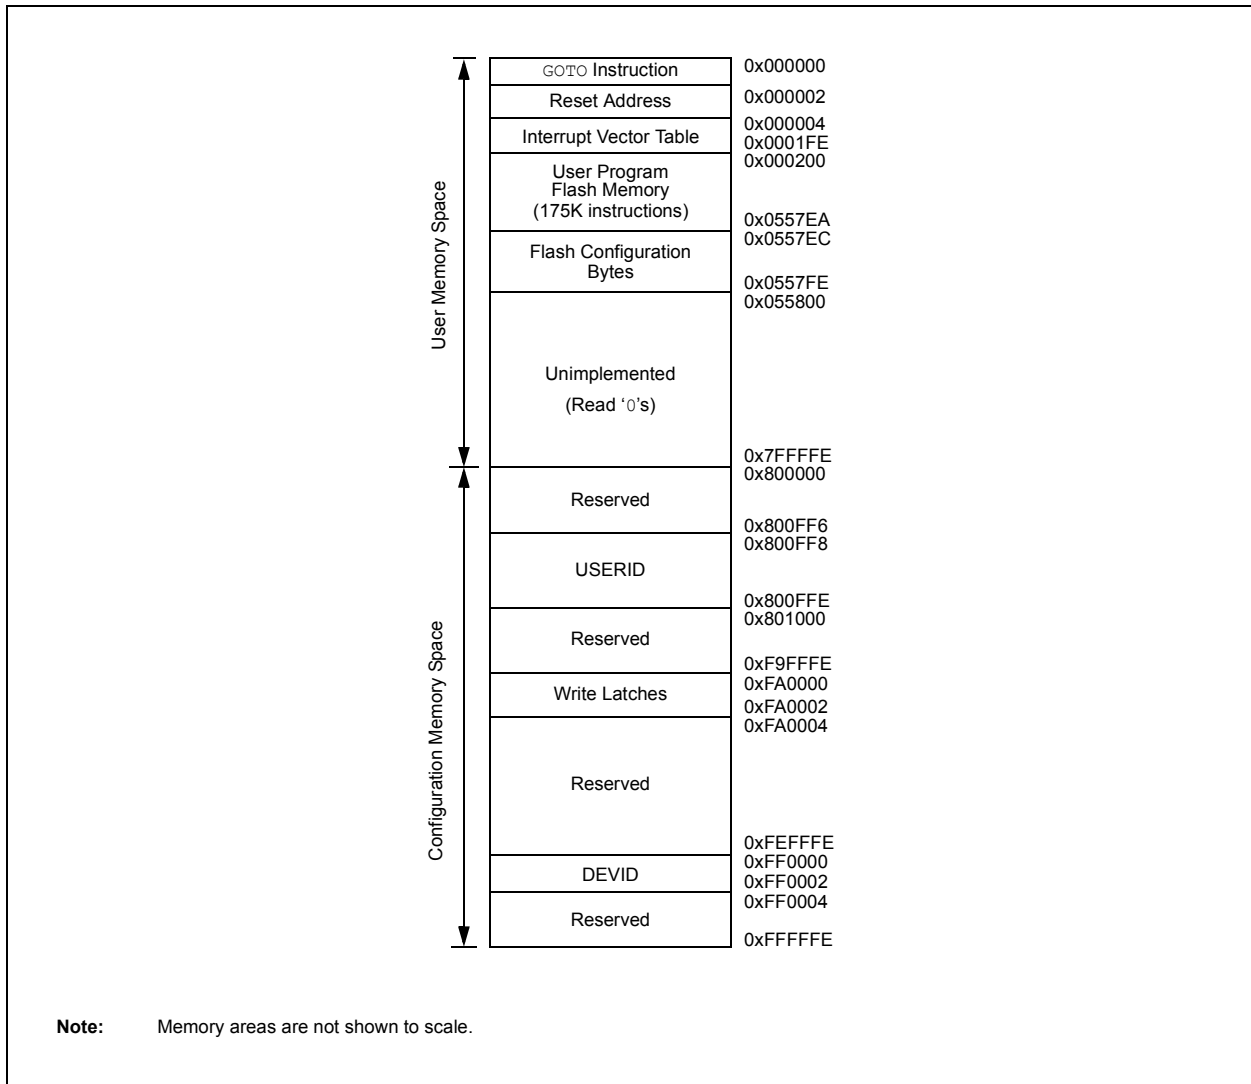 GOTO Instruction
0x000000
Reset Address
0x000002
Interrupt Vector Table
0x000004
0x0001FE
0x000200
User Program
Flash Memory
(175K instructions)
0x0557EA
0x0557EC
Flash Configuration
Bytes
0x0557FE
0x055800
User Memory Space
Unimplemented
(Read ‘0’s)
0x7FFFFE
0x800000
Reserved
0x800FF6
0x800FF8
USERID
0x800FFE
0x801000
Reserved
0xF9FFFE
0xFA0000
Write Latches
0xFA0002
0xFA0004
Configuration Memory Space
Reserved
0xFEFFFE
0xFF0000
DEVID
0xFF0002
0xFF0004
Reserved
0xFFFFFE
Note: Memory areas are not shown to scale.